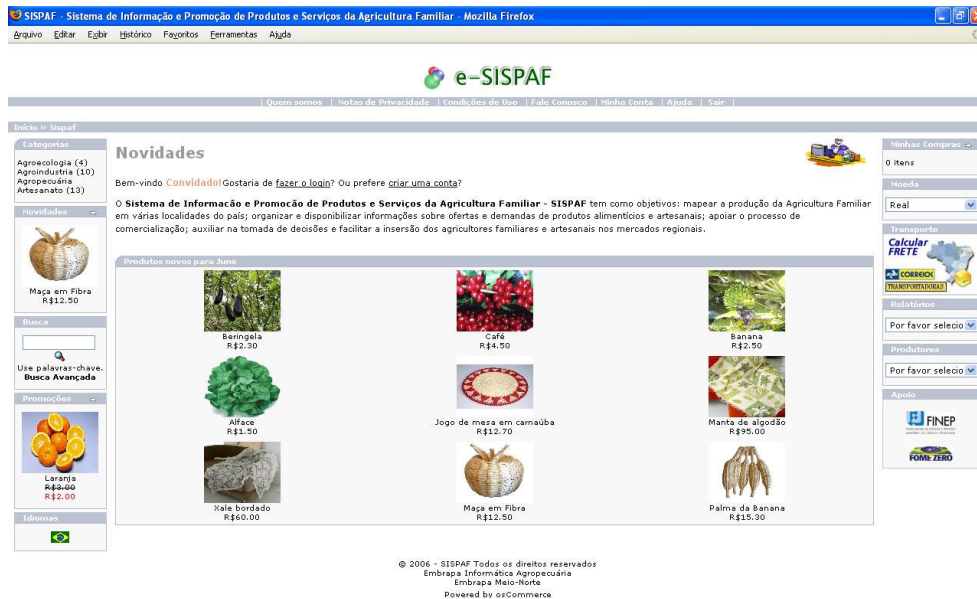 SISPAF - Sistema de Informação e Promoção de Produtos e Serviços da Agricultura Familiar - Mozilla Firefox
Arquivo Editar Exibir Histórico Favoritos Ferramentas Ajuda
e-SISPAF
| Quem somos | Notas de Privacidade | Condições de Uso | Fale Conosco | Minha Conta | Ajuda | Sair |
Início » Sispaf
Categorias
Agroecologia (4)
Agroindustria (10)
Agropecuária
Artesanato (13)
Novidades
Maça em Fibra
R$12.50
Busca
Use palavras-chave.
Busca Avançada
Promoções
Laranja
R$3.00
R$2.00
Idiomas
Novidades
Bem-vindo Convidado!Gostaria de fazer o login? Ou prefere criar uma conta?
O Sistema de Informacão e Promocão de Produtos e Serviços da Agricultura Familiar - SISPAF tem como objetivos: mapear a produção da Agricultura Familiar
em várias localidades do país; organizar e disponibilizar informações sobre ofertas e demandas de produtos alimentícios e artesanais; apoiar o processo de
comercialização; auxiliar na tomada de decisões e facilitar a insersão dos agricultores familiares e artesanais nos mercados regionais.
Produtos novos para June
Beringela Café Banana
R$2.30 R$4.50 R$2.50
Alface Jogo de mesa em carnaúba Manta de algodão
R$1.50 R$12.70 R$95.00
Xale bordado Maça em Fibra Palma da Banana
R$60.00 R$12.50 R$15.30
Minhas Compras
0 itens
Moeda
Real
Transporte
Calcular
FRETE
CORREIOS
TRANSPORTADORAS
Relatórios
Por favor selecio
Produtores
Por favor selecio
Apoio
FINEP
FOME ZERO
© 2006 - SISPAF Todos os direitos reservados
Embrapa Informática Agropecuária
Embrapa Meio-Norte
Powered by osCommerce